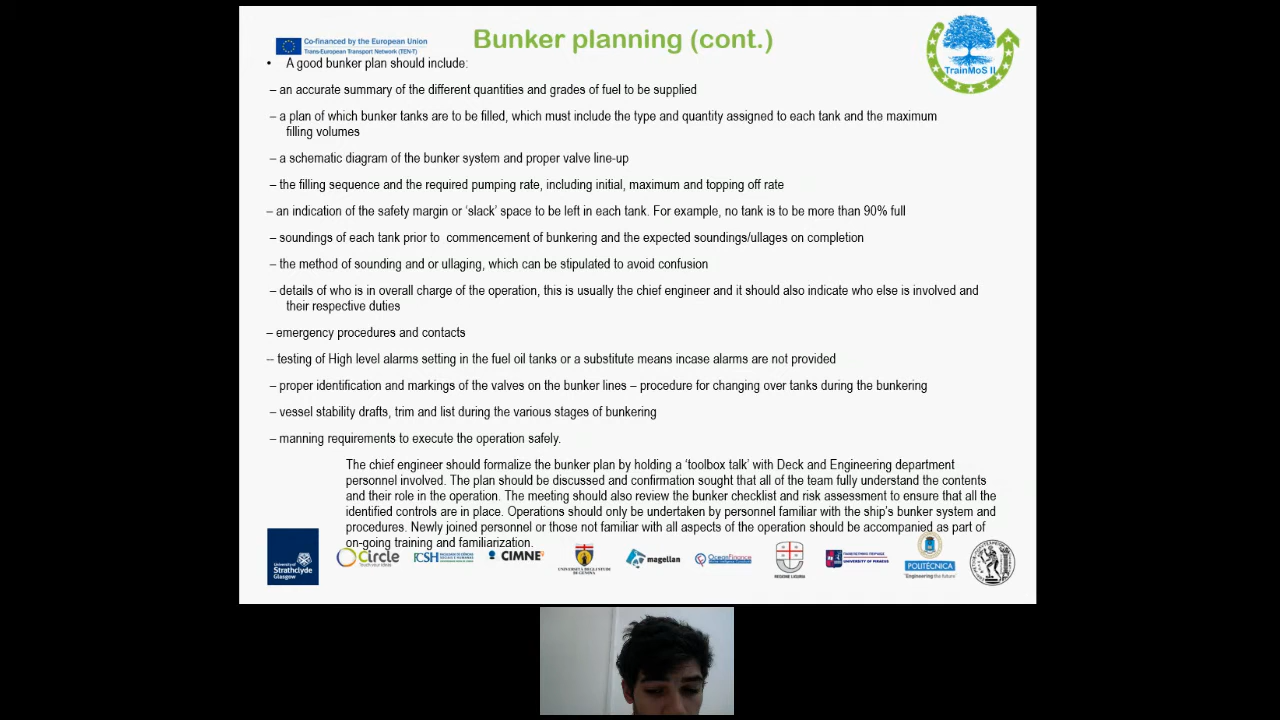 Bunker planning (cont.)
Co-financed by the European Union
Trans-European Transport Network (TEN-T)
TrainMoS II
• A good bunker plan should include:
– an accurate summary of the different quantities and grades of fuel to be supplied
– a plan of which bunker tanks are to be filled, which must include the type and quantity assigned to each tank and the maximum
filling volumes
– a schematic diagram of the bunker system and proper valve line-up
– the filling sequence and the required pumping rate, including initial, maximum and topping off rate
– an indication of the safety margin or ‘slack’ space to be left in each tank. For example, no tank is to be more than 90% full
– soundings of each tank prior to commencement of bunkering and the expected soundings/ullages on completion
– the method of sounding and or ullaging, which can be stipulated to avoid confusion
– details of who is in overall charge of the operation, this is usually the chief engineer and it should also indicate who else is involved and
their respective duties
– emergency procedures and contacts
-- testing of High level alarms setting in the fuel oil tanks or a substitute means incase alarms are not provided
– proper identification and markings of the valves on the bunker lines – procedure for changing over tanks during the bunkering
– vessel stability drafts, trim and list during the various stages of bunkering
– manning requirements to execute the operation safely.
The chief engineer should formalize the bunker plan by holding a ‘toolbox talk’ with Deck and Engineering department
personnel involved. The plan should be discussed and confirmation sought that all of the team fully understand the contents
and their role in the operation. The meeting should also review the bunker checklist and risk assessment to ensure that all the
identified controls are in place. Operations should only be undertaken by personnel familiar with the ship’s bunker system and
procedures. Newly joined personnel or those not familiar with all aspects of the operation should be accompanied as part of
on-going training and familiarization.
University of
Strathclyde
Glasgow
Circle
CIMNE
UNIVERSITÀ DEGLI STUDI
DI GENOVA
magellan
OceanFinance
REGIONE LIGURIA
UNIVERSITY OF PIRAEUS
POLITÉCNICA
"Engineering the future"